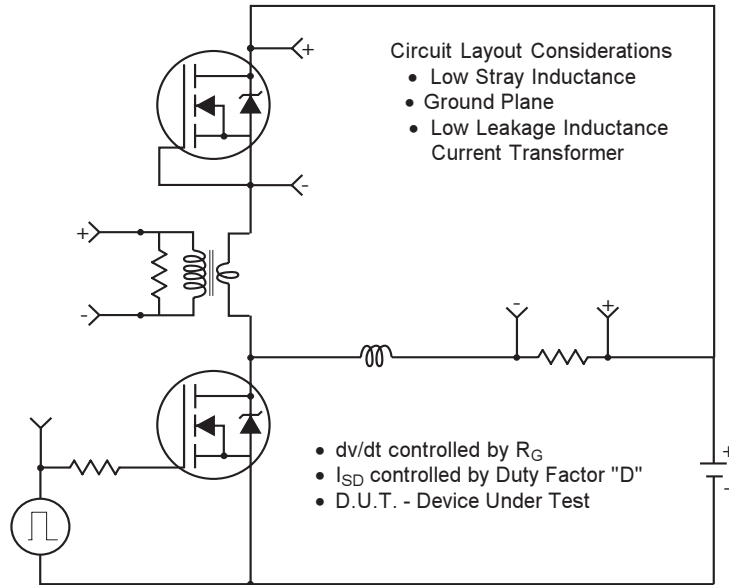 +
Circuit Layout Considerations
• Low Stray Inductance
• Ground Plane
• Low Leakage Inductance
Current Transformer
-
+
-
-
+
• dv/dt controlled by RG
• ISD controlled by Duty Factor "D"
• D.U.T. - Device Under Test
+
-